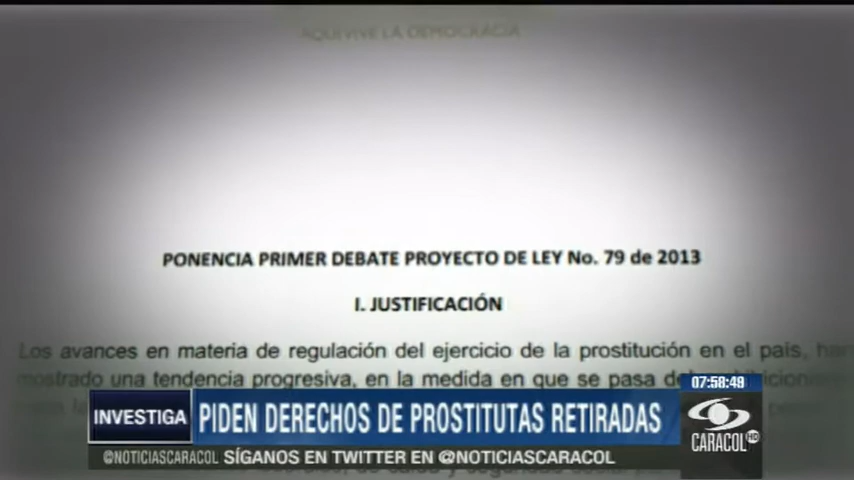 AQUÍ VIVE LA DEMOCRACIA
PONENCIA PRIMER DEBATE PROYECTO DE LEY No. 79 de 2013
I. JUSTIFICACIÓN
Los avances en materia de regulación del ejercicio de la prostitución en el país, han
mostrado una tendencia progresiva, en la medida en que se pasa
07:58:49
INVESTIGA PIDEN DERECHOS DE PROSTITUTAS RETIRADAS
CARACOL HD
@NOTICIASCARACOL SÍGANOS EN TWITTER EN @NOTICIASCARACOL